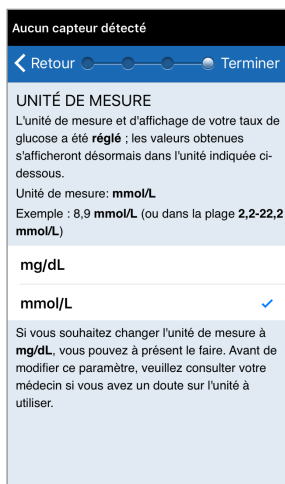 Aucun capteur détecté
Retour
Terminer
UNITÉ DE MESURE
L'unité de mesure et d'affichage de votre taux de
glucose a été réglé ; les valeurs obtenues
s'afficheront désormais dans l'unité indiquée ci-
dessous.
Unité de mesure: mmol/L
Exemple : 8,9 mmol/L (ou dans la plage 2,2-22,2
mmol/L)
mg/dL
mmol/L
Si vous souhaitez changer l'unité de mesure à
mg/dL, vous pouvez à présent le faire. Avant de
modifier ce paramètre, veuillez consulter votre
médecin si vous avez un doute sur l'unité à
utiliser.